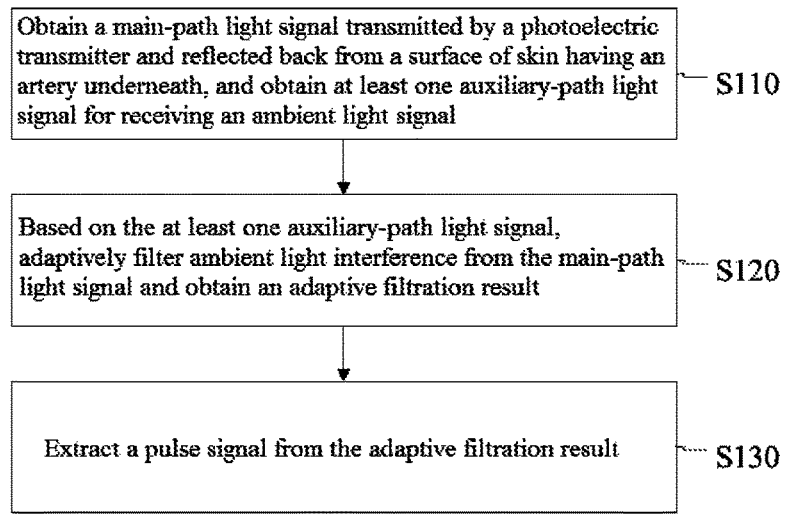 Obtain a main-path light signal transmitted by a photoelectric
transmitter and reflected back from a surface of skin having an
artery underneath, and obtain at least one auxiliary-path light
signal for receiving an ambient light signal
S110
Based on the at least one auxiliary-path light signal,
adaptively filter ambient light interference from the main-path
light signal and obtain an adaptive filtration result
S120
Extract a pulse signal from the adaptive filtration result
S130